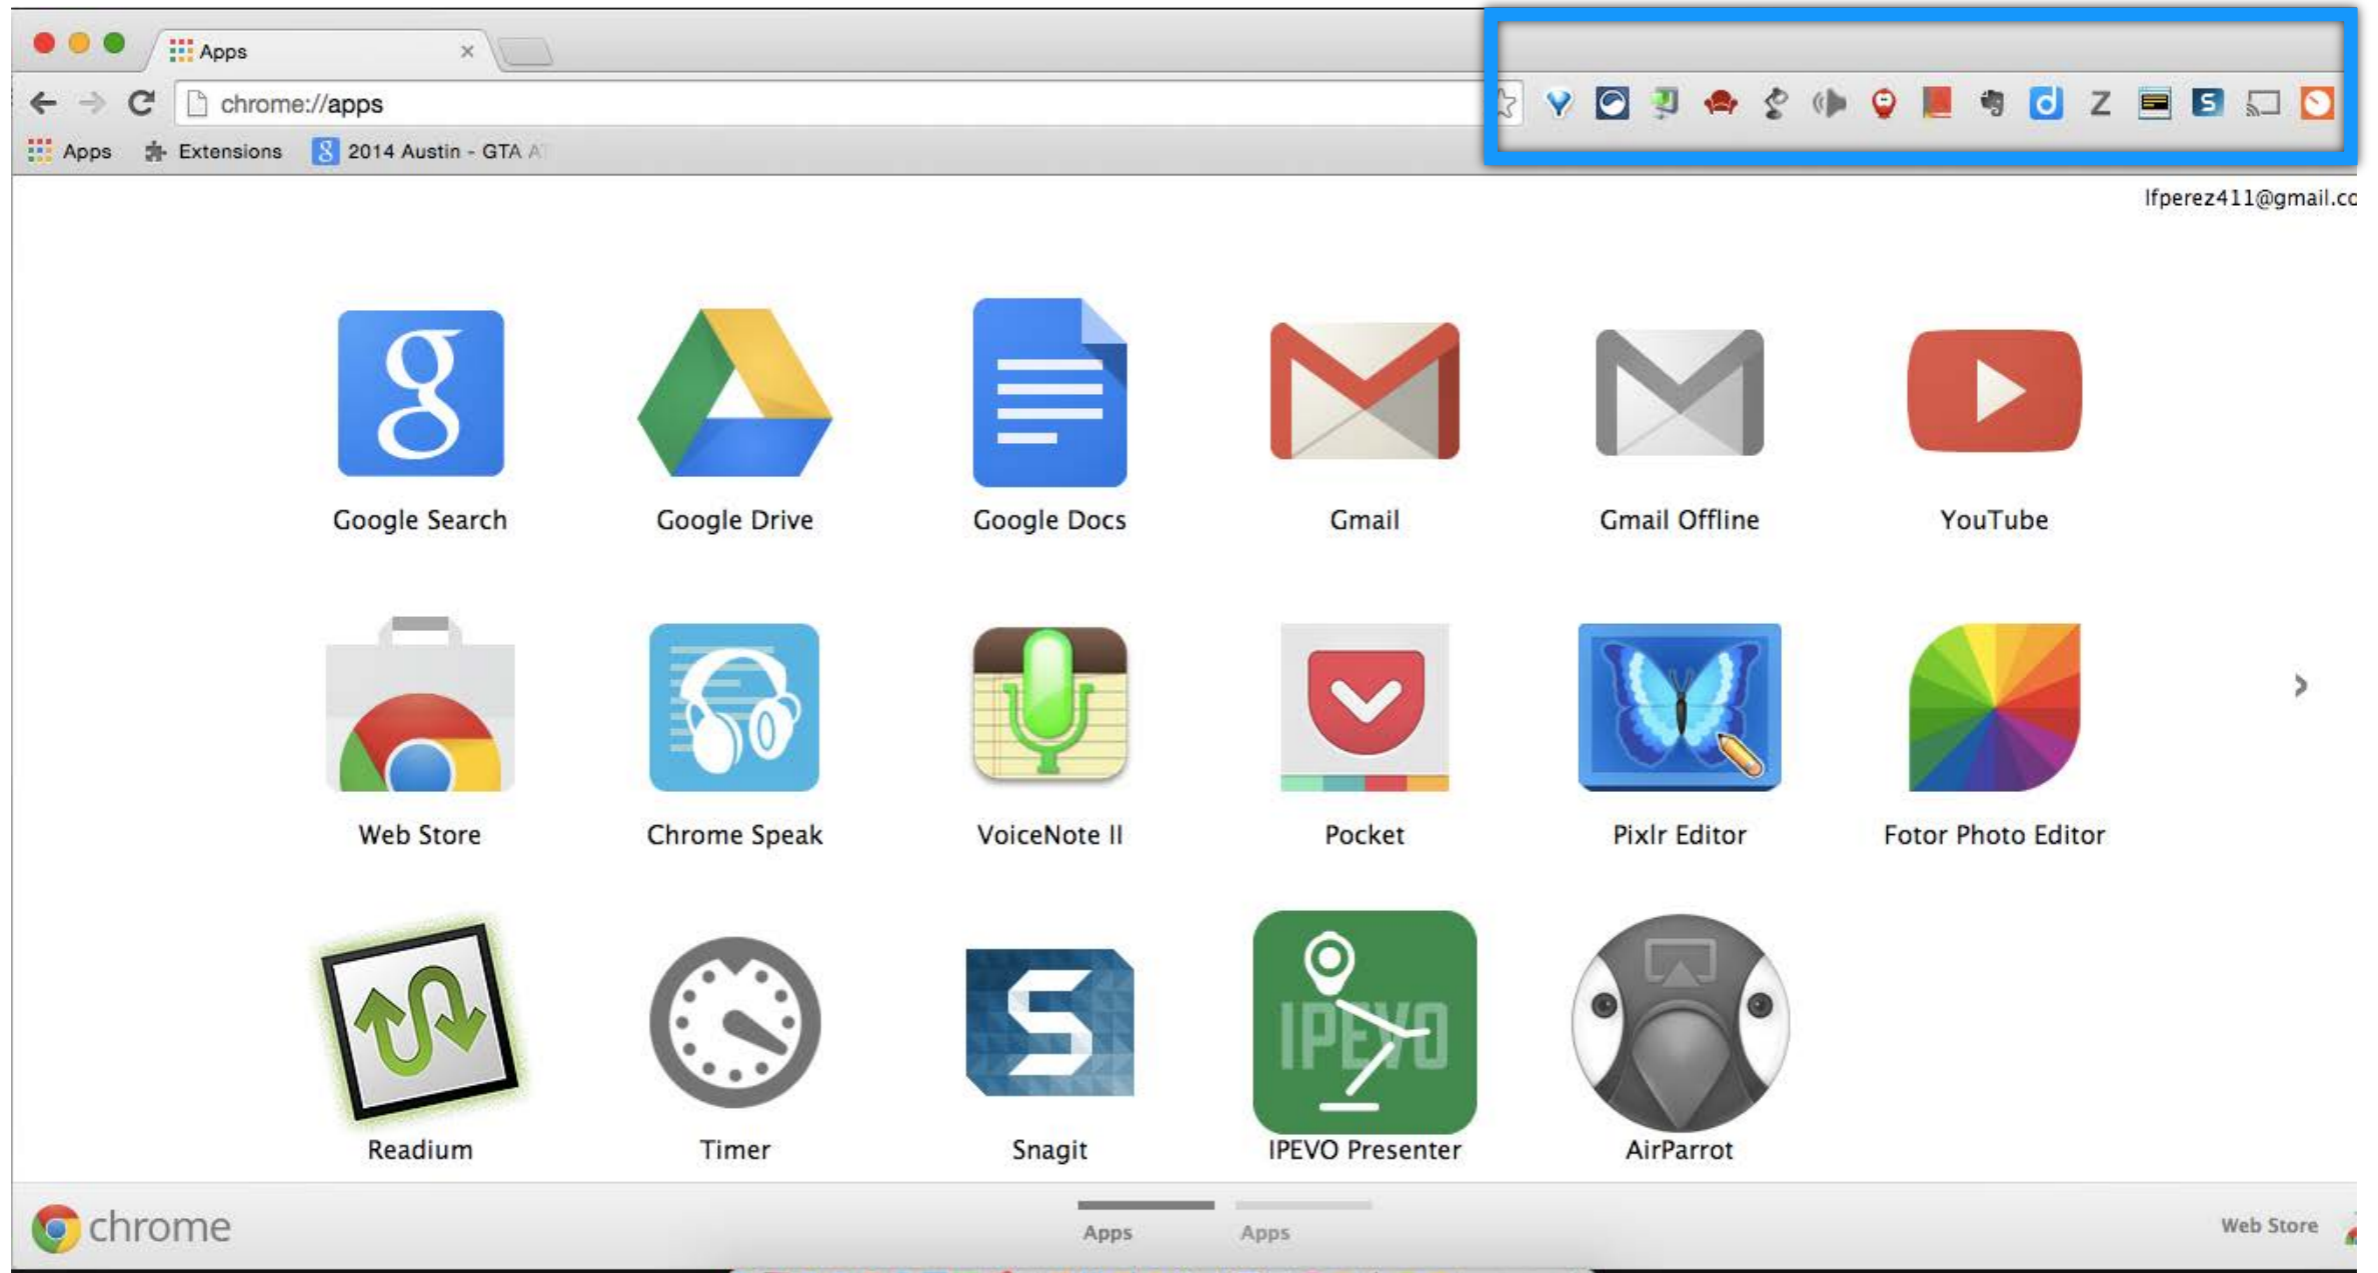 Apps
chrome://apps
Apps Extensions 2014 Austin - GTA
lfperez411@gmail.co
Google Search Google Drive Google Docs Gmail Gmail Offline YouTube
Web Store Chrome Speak VoiceNote II Pocket Pixlr Editor Fotor Photo Editor
IPEVO
Readium Timer Snagit IPEVO Presenter AirParrot
chrome Apps Apps Web Store